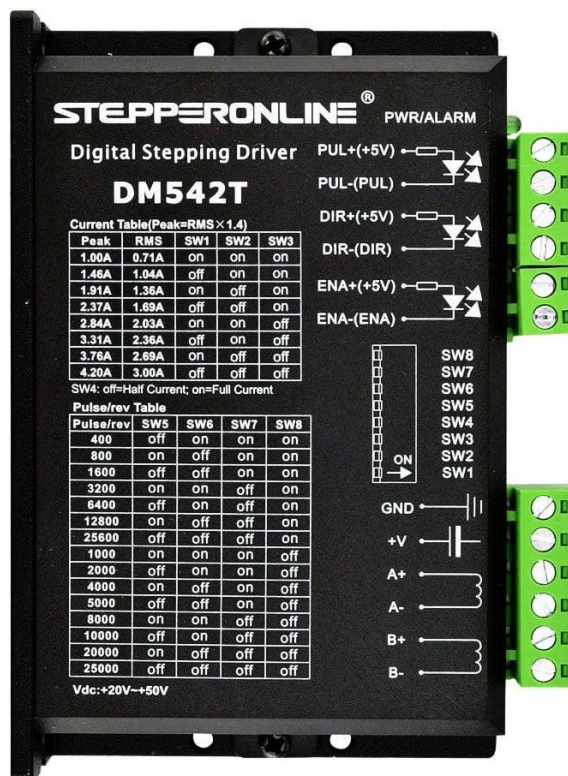 STEPPERONLINE®
PWR/ALARM
Digital Stepping Driver
DM542T
Current Table(Peak=RMS×1.4)
Peak RMS SW1 SW2 SW3
1.00A 0.71A on on on
1.46A 1.04A off on on
1.91A 1.36A on off on
2.37A 1.69A off off on
2.84A 2.03A on on off
3.31A 2.36A off on off
3.76A 2.69A on off off
4.20A 3.00A off off off
SW4: off=Half Current; on=Full Current
Pulse/rev Table
Pulse/rev SW5 SW6 SW7 SW8
400 off on on on
800 on off on on
1600 off off on on
3200 on on off on
6400 off on off on
12800 on off off on
25600 off off off on
1000 on on on off
2000 off on on off
4000 on off on off
5000 off off on off
8000 on on off off
10000 off on off off
20000 on off off off
25000 off off off off
Vdc:+20V~+50V
PUL+(+5V)
PUL-(PUL)
DIR+(+5V)
DIR-(DIR)
ENA+(+5V)
ENA-(ENA)
SW8
SW7
SW6
SW5
SW4
SW3
SW2
ON
SW1
GND
+V
A+
A-
B+
B-